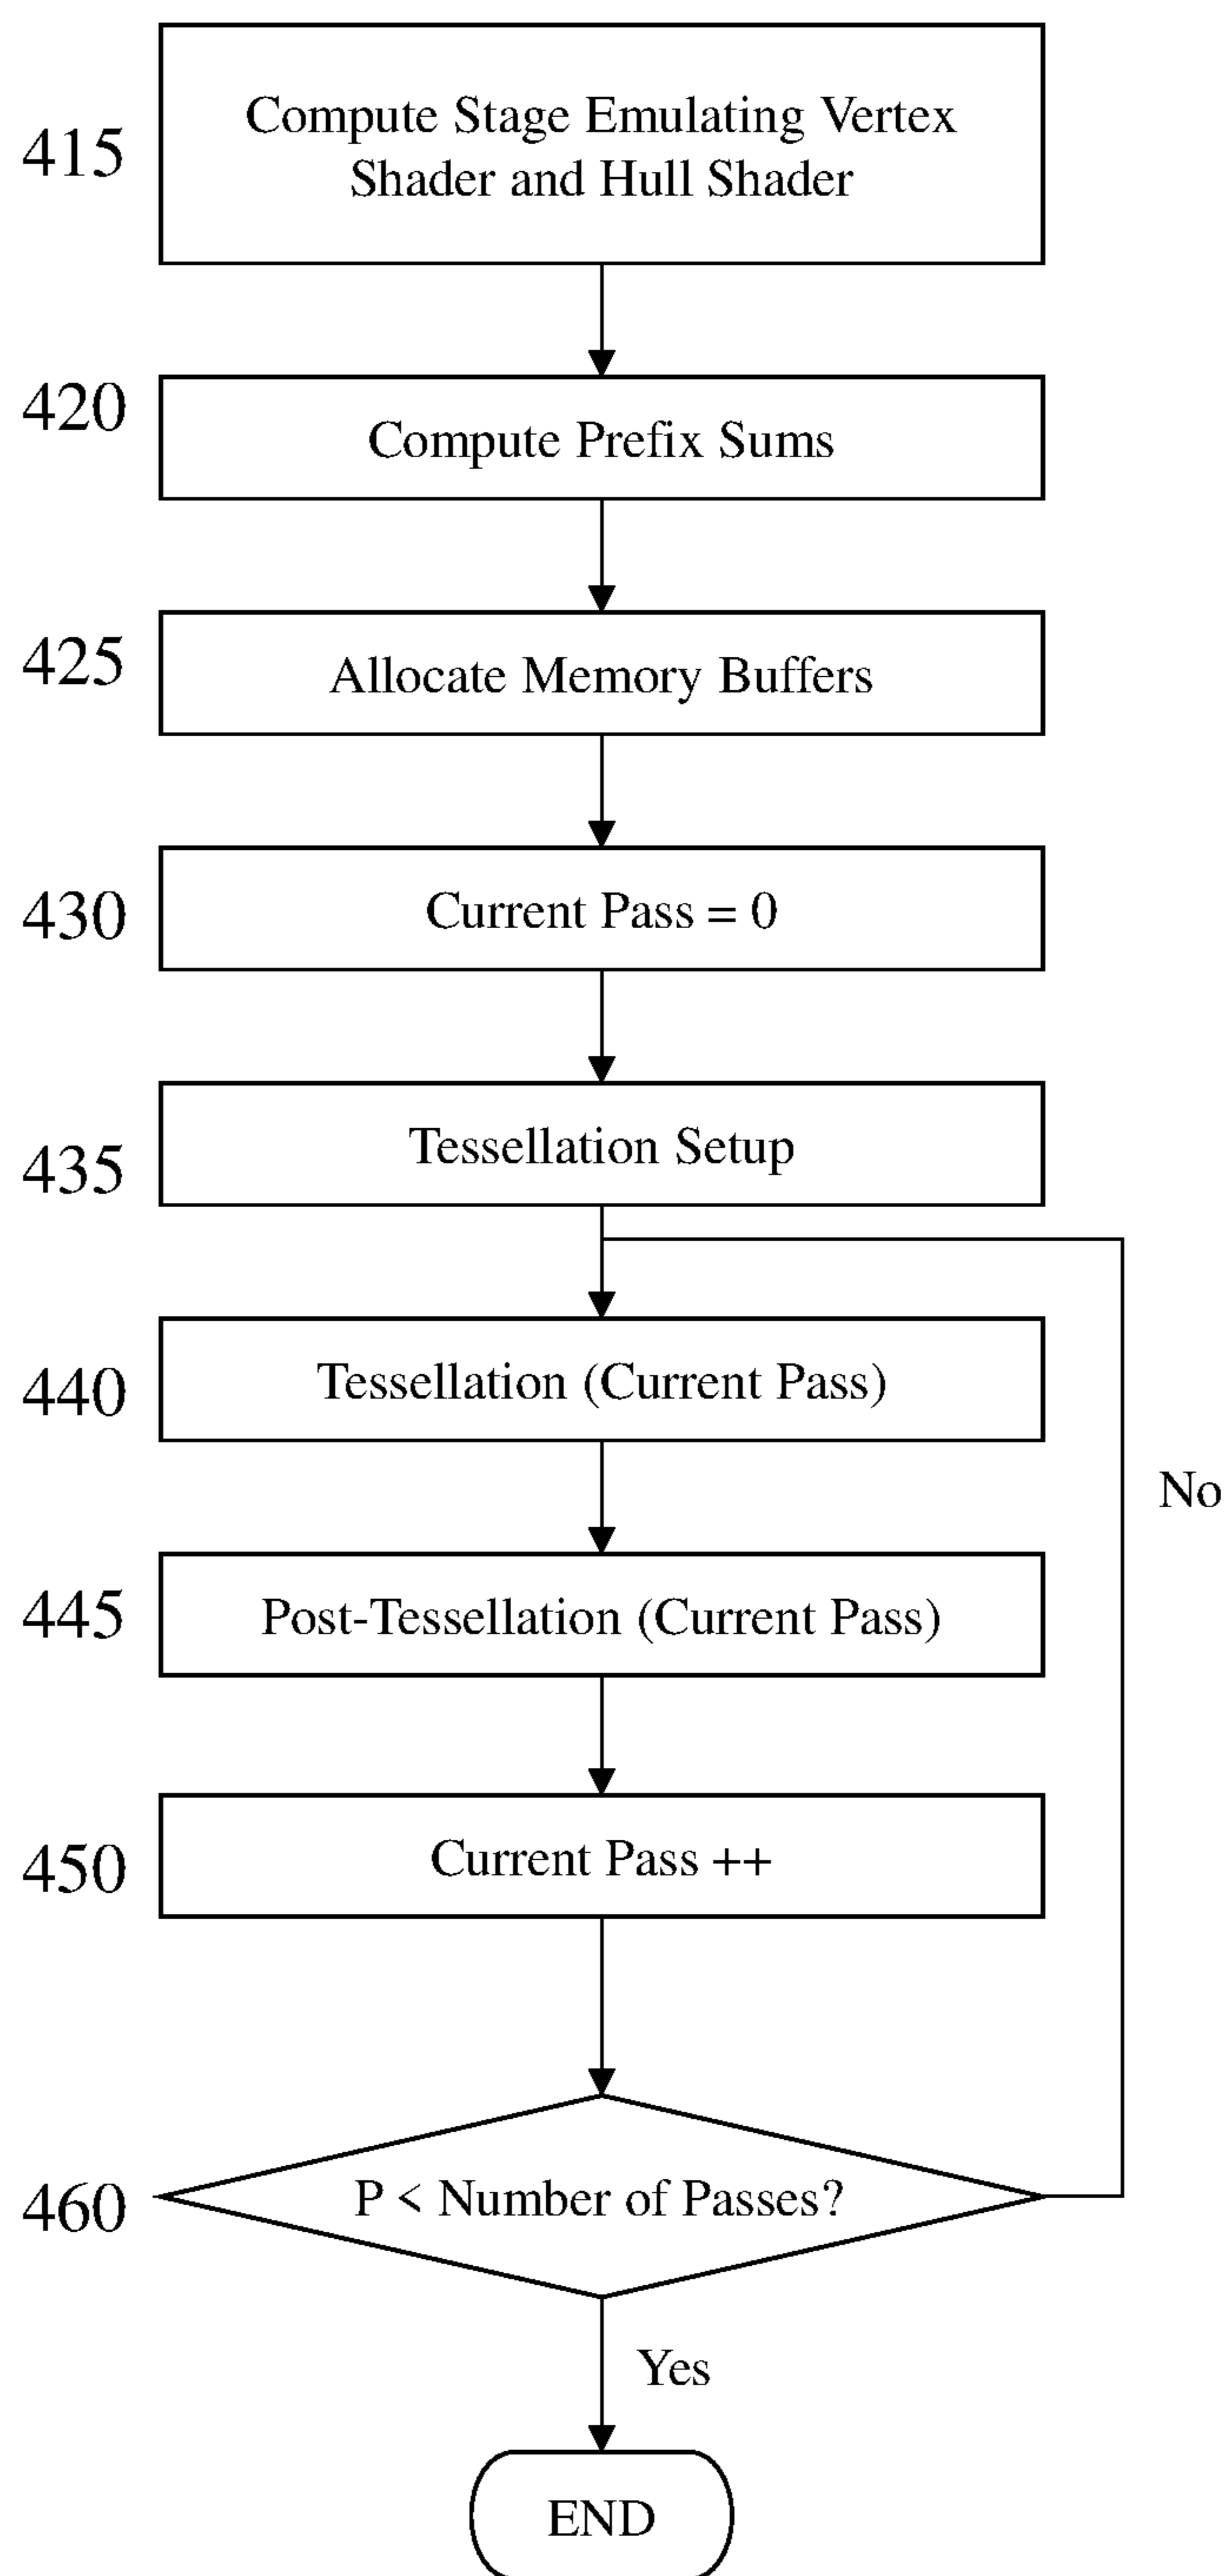 415
Compute Stage Emulating Vertex
Shader and Hull Shader
420
Compute Prefix Sums
425
Allocate Memory Buffers
430
Current Pass = 0
435
Tessellation Setup
440
Tessellation (Current Pass)
No
445
Post-Tessellation (Current Pass)
450
Current Pass ++
460
P < Number of Passes?
Yes
END